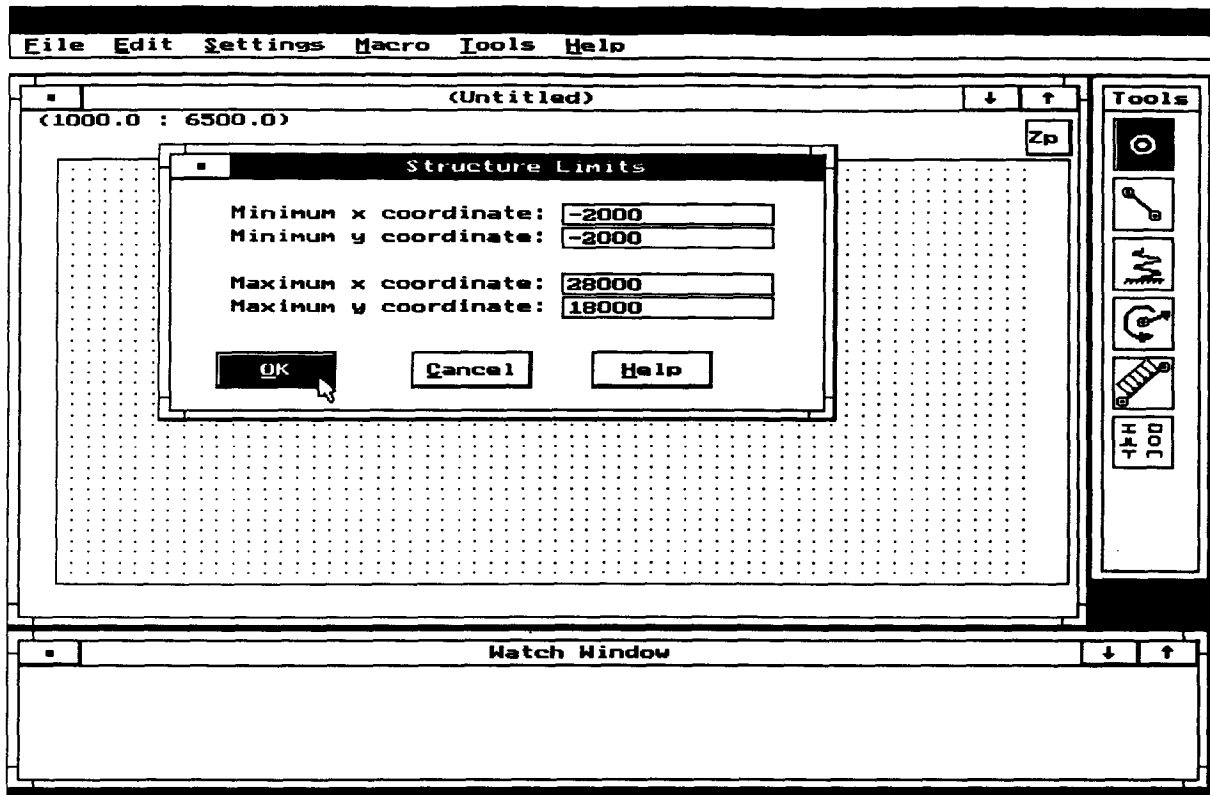 File Edit Settings Macro Tools Help
(Untitled)
Tools
(1000.0 : 6500.0)
Zp
Structure Limits
Minimum x coordinate: -2000
Minimum y coordinate: -2000
Maximum x coordinate: 28000
Maximum y coordinate: 18000
OK Cancel Help
Watch Window